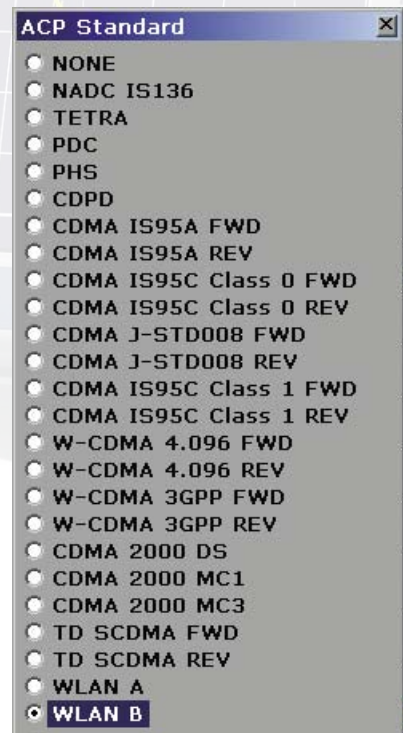 ACP Standard
NONE
NADC IS136
TETRA
PDC
PHS
CDPD
CDMA IS95A FWD
CDMA IS95A REV
CDMA IS95C Class 0 FWD
CDMA IS95C Class 0 REV
CDMA J-STD008 FWD
CDMA J-STD008 REV
CDMA IS95C Class 1 FWD
CDMA IS95C Class 1 REV
W-CDMA 4.096 FWD
W-CDMA 4.096 REV
W-CDMA 3GPP FWD
W-CDMA 3GPP REV
CDMA 2000 DS
CDMA 2000 MC1
CDMA 2000 MC3
TD SCDMA FWD
TD SCDMA REV
WLAN A
WLAN B